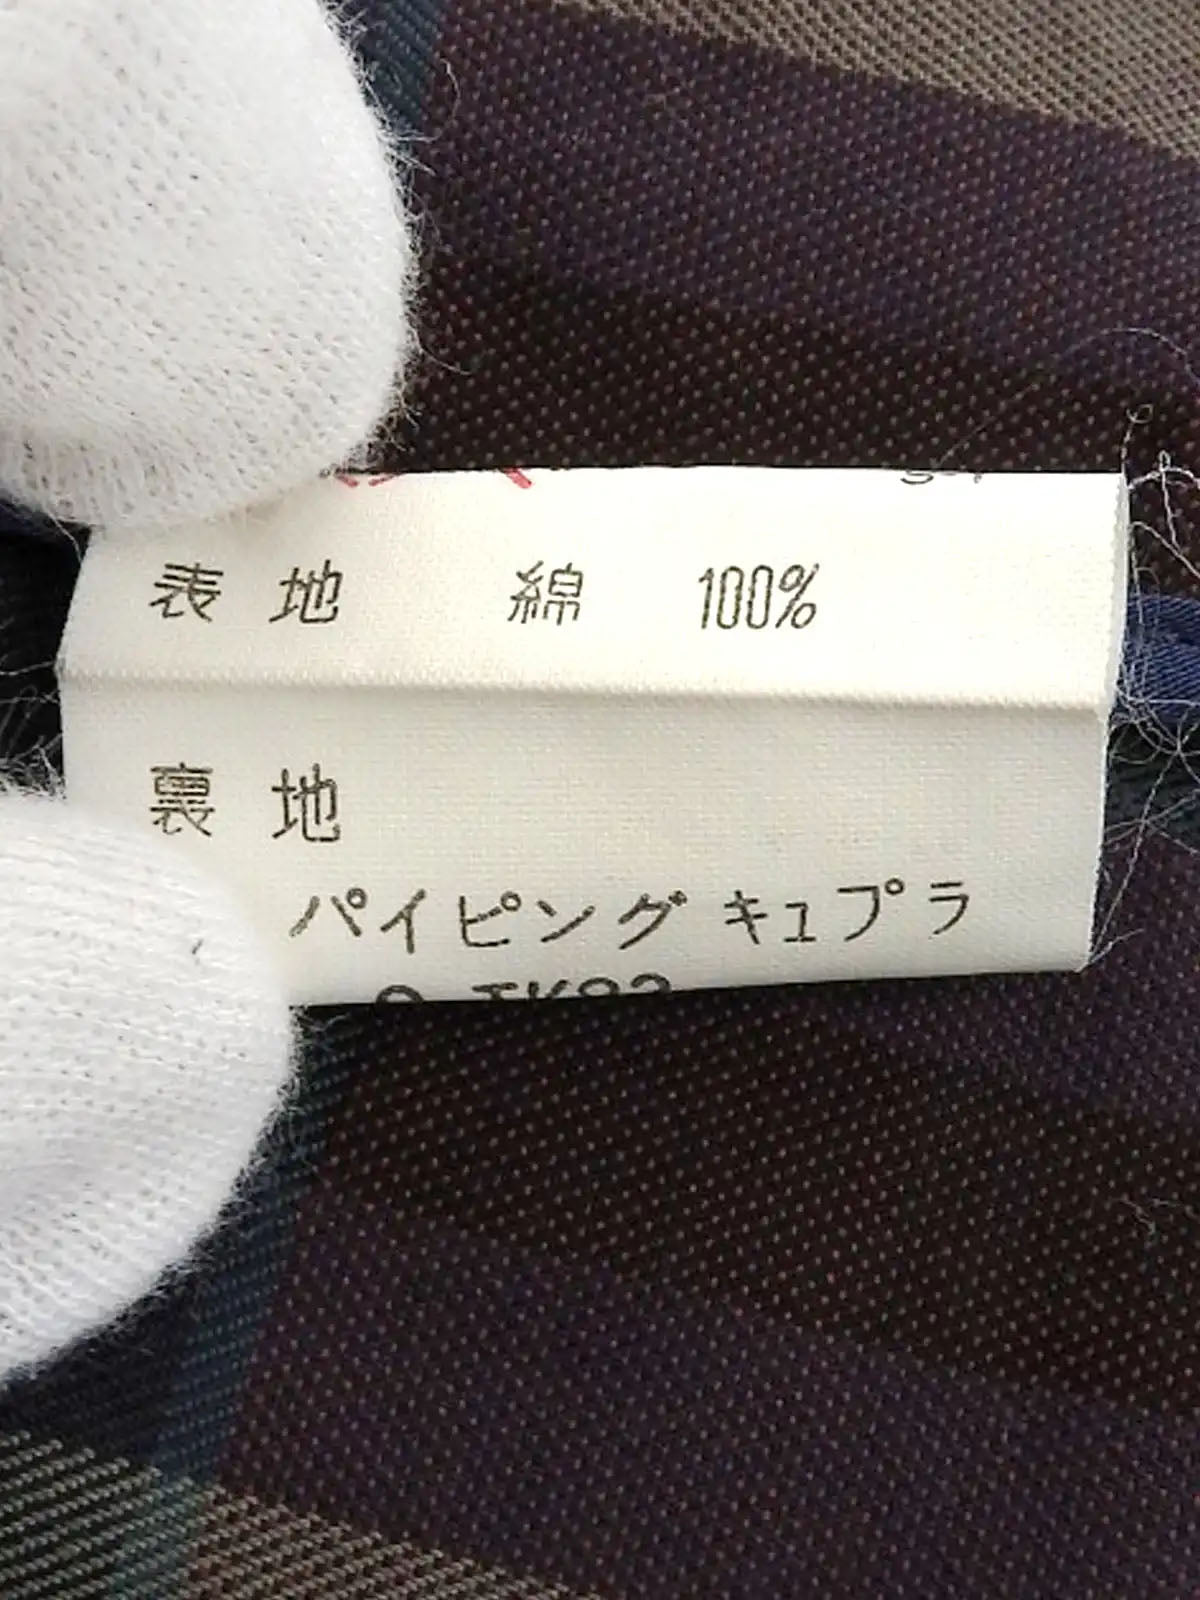 表地 綿 100%
裏地
パイピング キュプラ